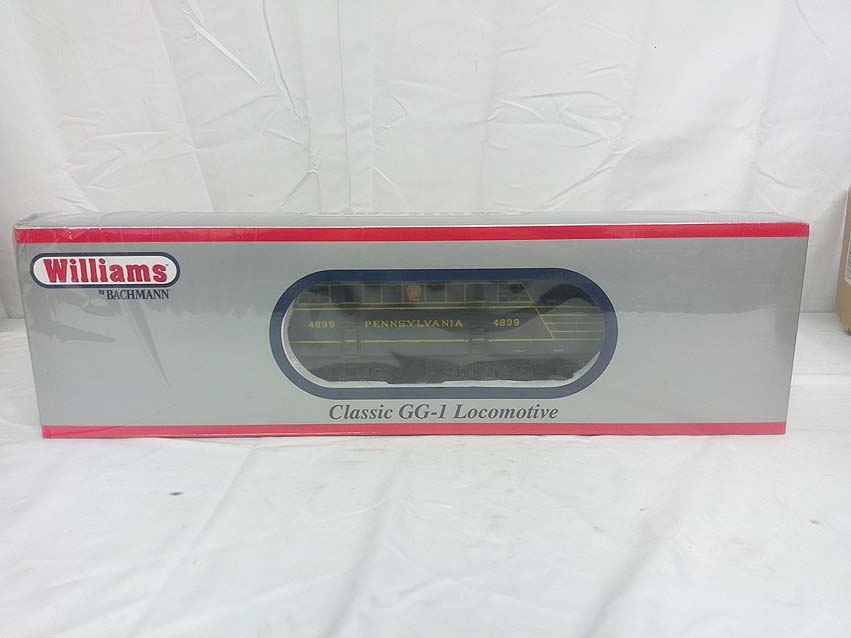 Williams
by BACHMANN
4899 PENNSYLVANIA 4899
Classic GG-1 Locomotive